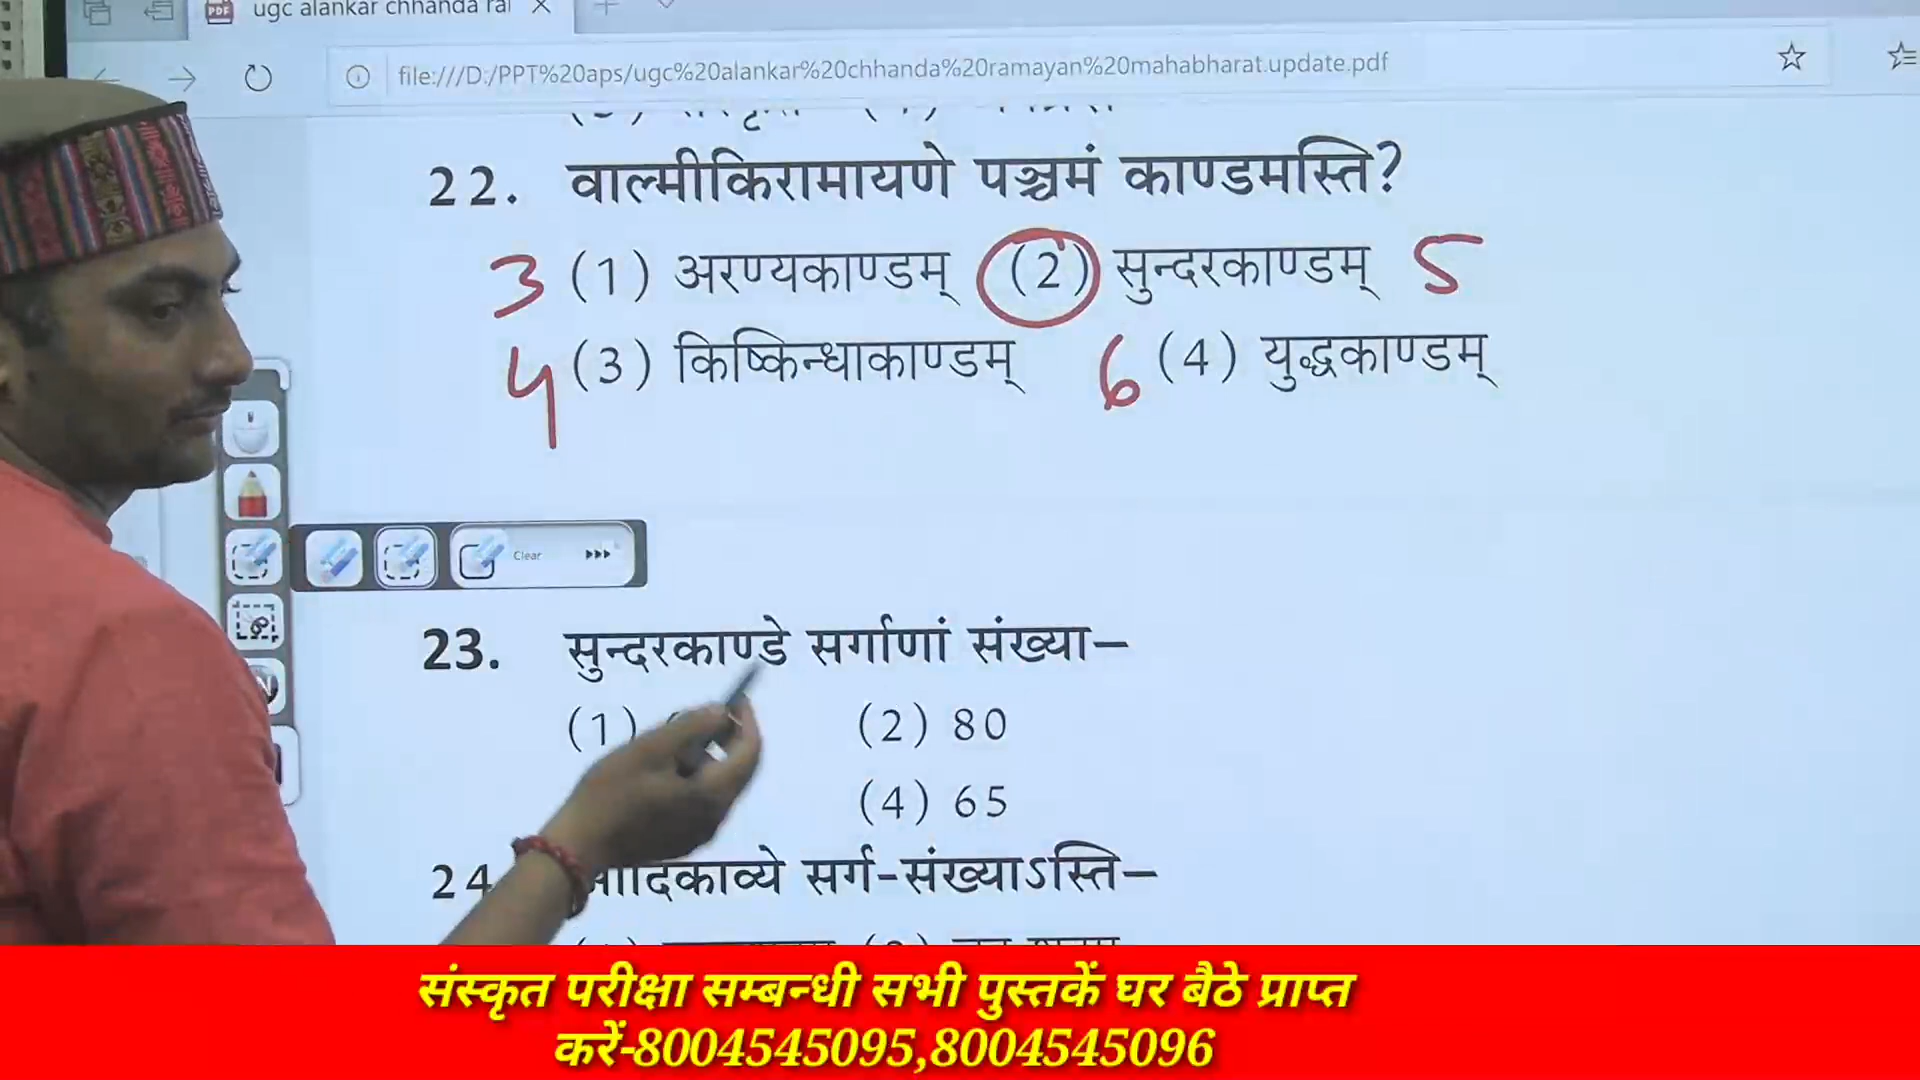 ugc alankar chhanda ra
file:///D:/PPT%20aps/ugc%20alankar%20chhanda%20ramayan%20mahabharat.update.pdf
22. वाल्मीकिरामायणे पञ्चमं काण्डमस्ति?
3 (1) अरण्यकाण्डम् (2) सुन्दरकाण्डम् 5
4 (3) किष्किन्धाकाण्डम् 6 (4) युद्धकाण्डम्
Clear
23. सुन्दरकाण्डे सर्गाणां संख्या–
(1) (2) 80
(4) 65
24 सर्ग-संख्याऽस्ति–
संस्कृत परीक्षा सम्बन्धी सभी पुस्तकें घर बैठे प्राप्त
करें-8004545095,8004545096